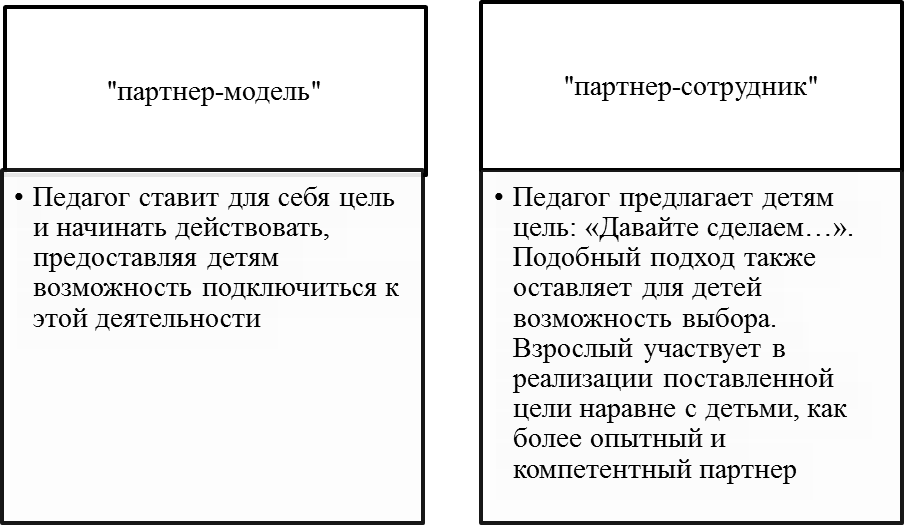 "партнер-модель"
• Педагог ставит для себя цель
и начинать действовать,
предоставляя детям
возможность подключиться к
этой деятельности
"партнер-сотрудник"
• Педагог предлагает детям
цель: «Давайте сделаем…».
Подобный подход также
оставляет для детей
возможность выбора.
Взрослый участвует в
реализации поставленной
цели наравне с детьми, как
более опытный и
компетентный партнер